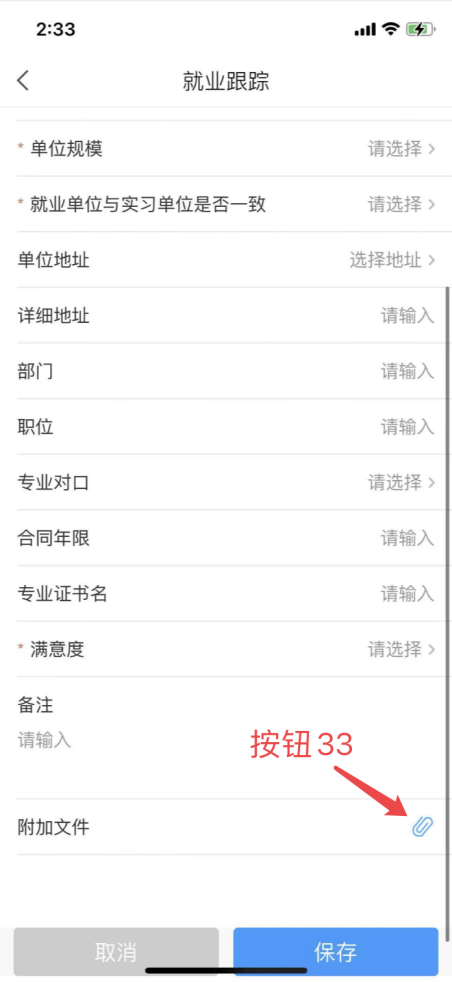 2:33
就业跟踪
* 单位规模 请选择
* 就业单位与实习单位是否一致 请选择
单位地址 选择地址
详细地址 请输入
部门 请输入
职位 请输入
专业对口 请选择
合同年限 请输入
专业证书名 请输入
* 满意度 请选择
备注
请输入
按钮33
附加文件
取消 保存